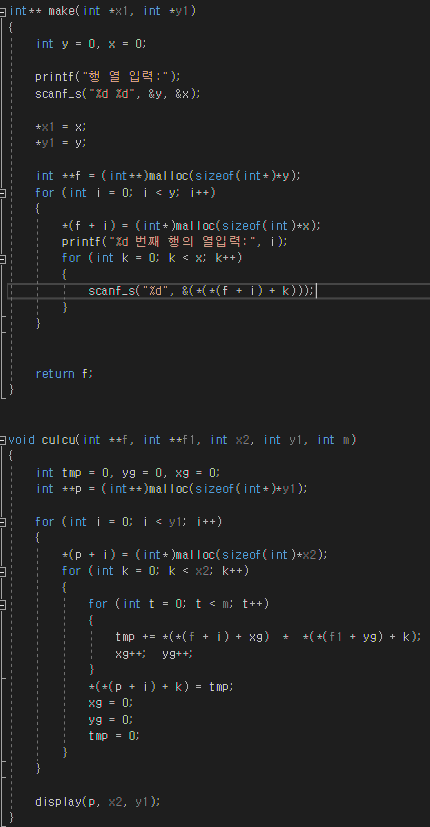 int** make(int *x1, int *y1)
{
int y = 0, x = 0;
printf("행 열 입력:");
scanf_s("%d %d", &y, &x);
*x1 = x;
*y1 = y;
int **f = (int**)malloc(sizeof(int*)*y);
for (int i = 0; i < y; i++)
{
*(f + i) = (int*)malloc(sizeof(int)*x);
printf("%d 번째 행의 열입력:", i);
for (int k = 0; k < x; k++)
{
scanf_s("%d", &(*(*(f + i) + k)));
}
}
return f;
}
void culcu(int **f, int **f1, int x2, int y1, int m)
{
int tmp = 0, yg = 0, xg = 0;
int **p = (int**)malloc(sizeof(int*)*y1);
for (int i = 0; i < y1; i++)
{
*(p + i) = (int*)malloc(sizeof(int)*x2);
for (int k = 0; k < x2; k++)
{
for (int t = 0; t < m; t++)
{
tmp += *(*(f + i) + xg)  *  *(*(f1 + yg) + k);
xg++;  yg++;
}
*(*(p + i) + k) = tmp;
xg = 0;
yg = 0;
tmp = 0;
}
}
display(p, x2, y1);
}